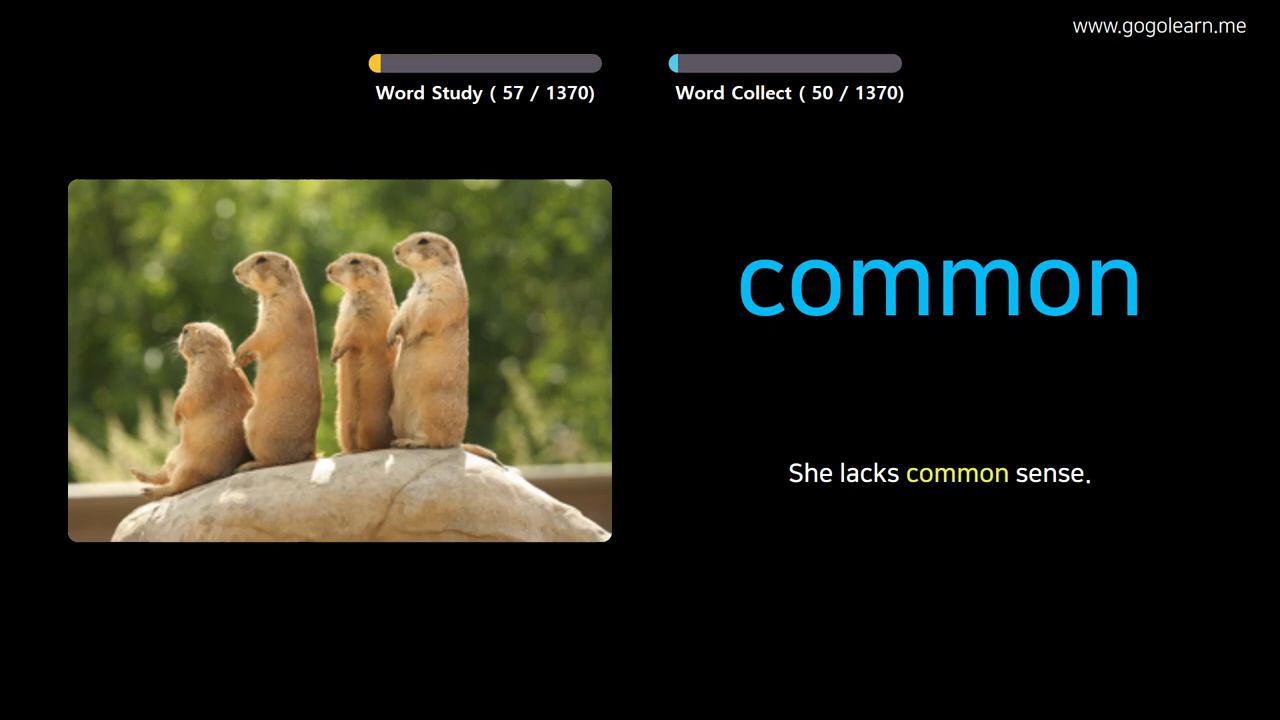 www.gogolearn.me
Word Study ( 57 / 1370)
Word Collect ( 50 / 1370)
common
She lacks common sense.